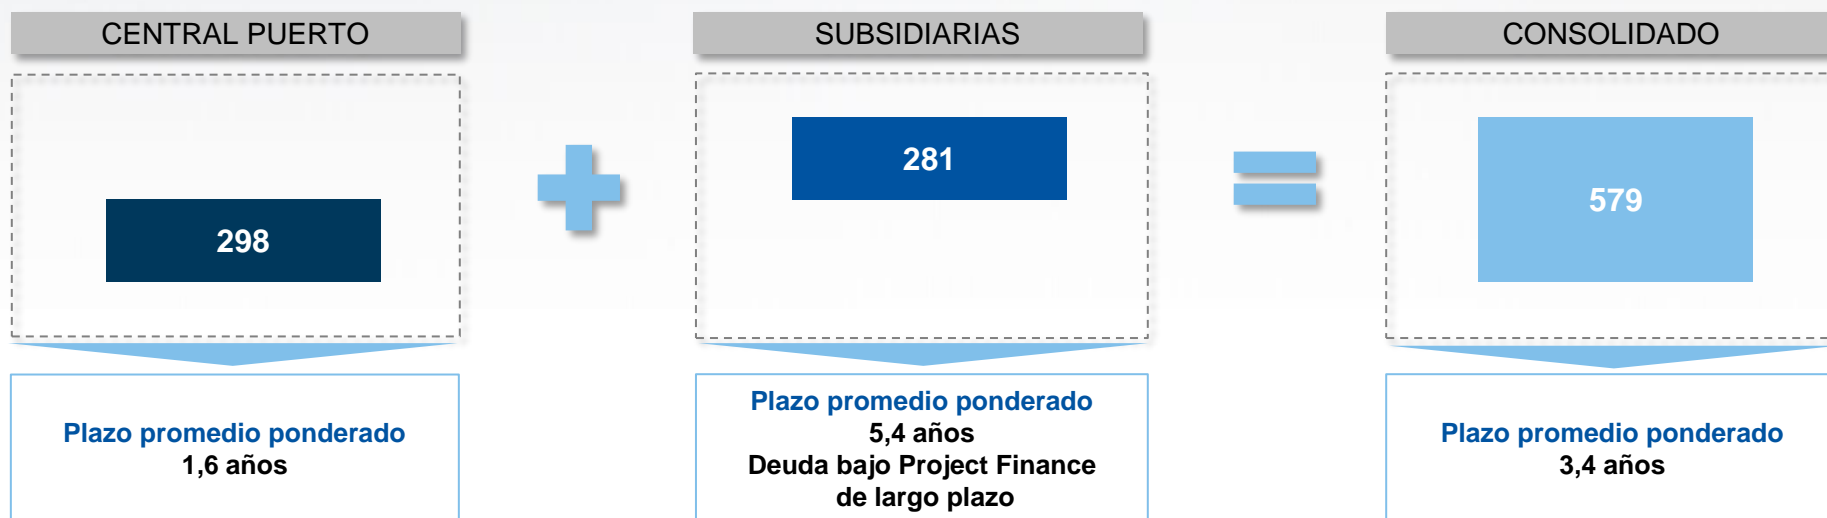 CENTRAL PUERTO
298
Plazo promedio ponderado
1,6 años
SUBSIDIARIAS
281
Plazo promedio ponderado
5,4 años
Deuda bajo Project Finance
de largo plazo
CONSOLIDADO
579
Plazo promedio ponderado
3,4 años